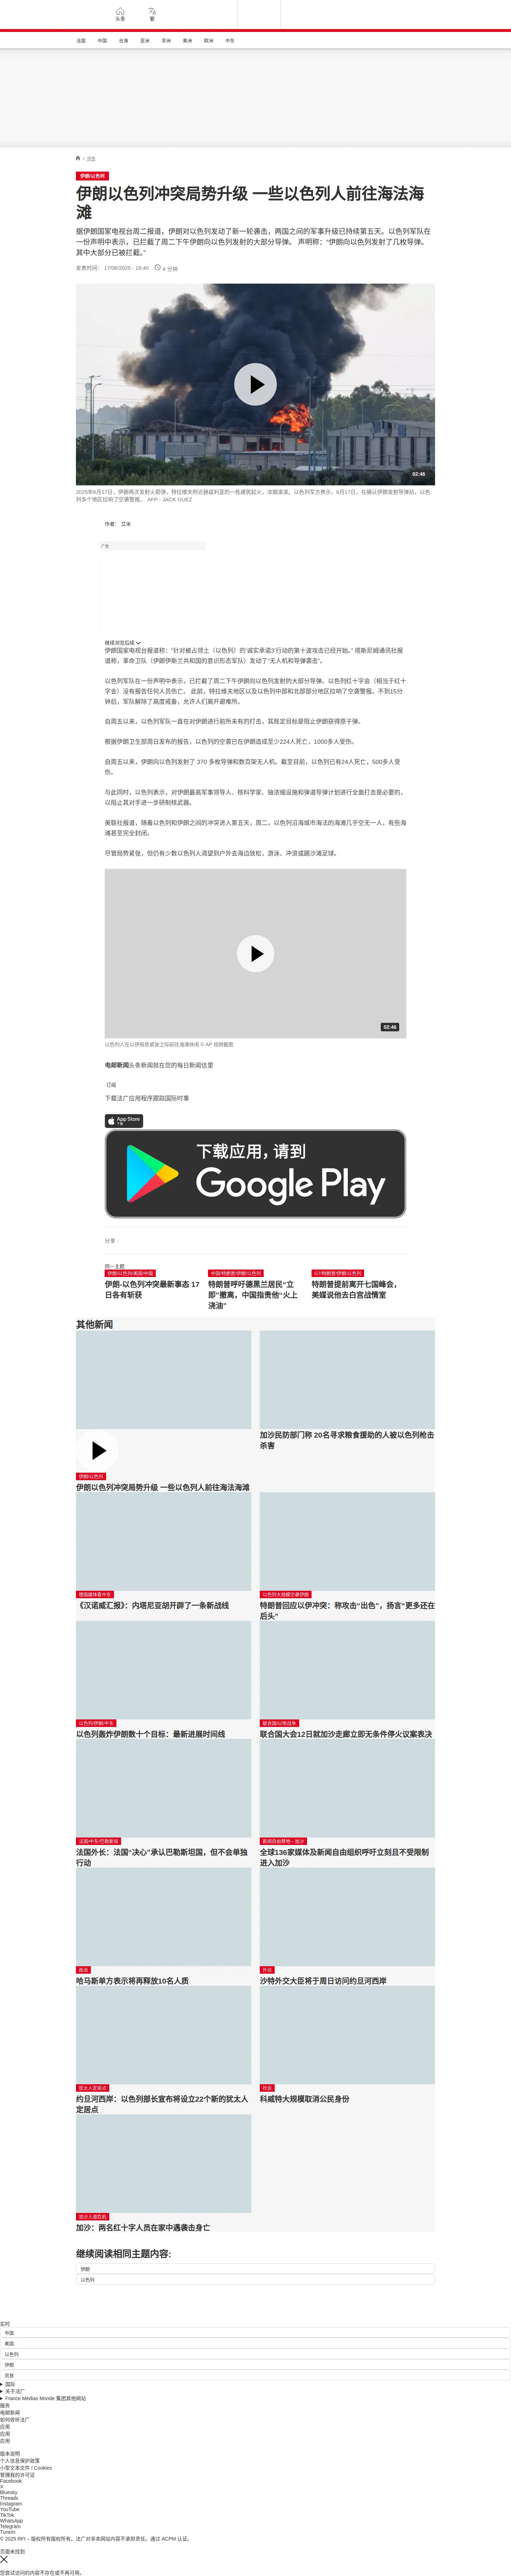 头条
繁
法国
中国
台海
亚洲
非洲
美洲
欧洲
中东
/ 中东
伊朗/以色列
伊朗以色列冲突局势升级 一些以色列人前往海法海滩
据伊朗国家电视台周二报道，伊朗对以色列发动了新一轮袭击，两国之间的军事升级已持续第五天。以色列军队在一份声明中表示，已拦截了周二下午伊朗向以色列发射的大部分导弹。 声明称：“伊朗向以色列发射了几枚导弹。其中大部分已被拦截。”
发表时间： 17/06/2025 - 18:40
4 分钟
02:46
2025年6月17日，伊朗再次发射火箭弹，特拉维夫附近赫兹利亚的一栋建筑起火，浓烟滚滚。以色列军方表示，6月17日，在确认伊朗发射导弹后，以色列多个地区拉响了空袭警报。 AFP - JACK GUEZ
作者： 艾米
广告
继续浏览后续
伊朗国家电视台报道称：“针对被占领土（以色列）的‘诚实承诺3’行动的第十波攻击已经开始。” 塔斯尼姆通讯社报道称，革命卫队（伊朗伊斯兰共和国的意识形态军队）发动了“无人机和导弹袭击”。
以色列军队在一份声明中表示，已拦截了周二下午伊朗向以色列发射的大部分导弹。以色列红十字会（相当于红十字会）没有报告任何人员伤亡。 此前，特拉维夫地区以及以色列中部和北部部分地区拉响了空袭警报。不到15分钟后，军队解除了高度戒备，允许人们离开避难所。
自周五以来，以色列军队一直在对伊朗进行前所未有的打击，其既定目标是阻止伊朗获得原子弹。
根据伊朗卫生部周日发布的报告，以色列的空袭已在伊朗造成至少224人死亡，1000多人受伤。
自周五以来，伊朗向以色列发射了 370 多枚导弹和数百架无人机。截至目前，以色列已有24人死亡，500多人受伤。
与此同时，以色列表示，对伊朗最高军事领导人、核科学家、铀浓缩设施和弹道导弹计划进行全面打击是必要的，以阻止其对手进一步研制核武器。
美联社报道，随着以色列和伊朗之间的冲突进入第五天，周二，以色列沿海城市海法的海滩几乎空无一人，有些海滩甚至完全封闭。
尽管局势紧张，但仍有少数以色列人渴望到户外去海边放松，游泳、冲浪或踢沙滩足球。
02:46
以色列人在以伊局势紧张之际前往海滩休闲 © AP 视频截图
电邮新闻头条新闻就在您的每日新闻信里
订阅
下载法广应用程序跟踪国际时事
App Store
下载应用，请到
Google Play
分享 :
同一主题
伊朗/以色列/美国/中国
伊朗-以色列冲突最新事态 17日各有斩获
中国/特朗普/伊朗/以色列
特朗普呼吁德黑兰居民“立即”撤离，中国指责他“火上浇油”
G7/特朗普/伊朗/以色列
特朗普提前离开七国峰会，美媒说他去白宫战情室
其他新闻
伊朗/以色列
伊朗以色列冲突局势升级 一些以色列人前往海法海滩
加沙民防部门称 20名寻求粮食援助的人被以色列枪击杀害
德国媒体看中东
《汉诺威汇报》：内塔尼亚胡开辟了一条新战线
以色列大规模空袭伊朗
特朗普回应以伊冲突：称攻击“出色”，扬言“更多还在后头”
以色列/伊朗/中东
以色列轰炸伊朗数十个目标：最新进展时间线
联合国/以哈战争
联合国大会12日就加沙走廊立即无条件停火议案表决
法国/中东/巴勒斯坦
法国外长：法国“决心”承认巴勒斯坦国，但不会单独行动
新闻自由禁地—加沙
全球136家媒体及新闻自由组织呼吁立刻且不受限制进入加沙
政治
哈马斯单方表示将再释放10名人质
外交
沙特外交大臣将于周日访问约旦河西岸
犹太人定居点
约旦河西岸：以色列部长宣布将设立22个新的犹太人定居点
社会
科威特大规模取消公民身份
加沙人道危机
加沙：两名红十字人员在家中遇袭击身亡
继续阅读相同主题内容:
伊朗
以色列
实时
中国
美国
以色列
伊朗
贸易
国际
关于法广
France Médias Monde 集团其他网站
服务
电邮新闻
如何收听法广
应用
应用
应用
版本说明
个人信息保护政策
小型文本文件 / Cookies
管理我的许可证
Facebook
X
Bluesky
Threads
Instagram
YouTube
TikTok
WhatsApp
Telegram
TuneIn
© 2025 RFI – 版权所有版权所有。法广对非本网站内容不承担责任。通过 ACPM 认证。
页面未找到
您尝试访问的内容不存在或不再可用。